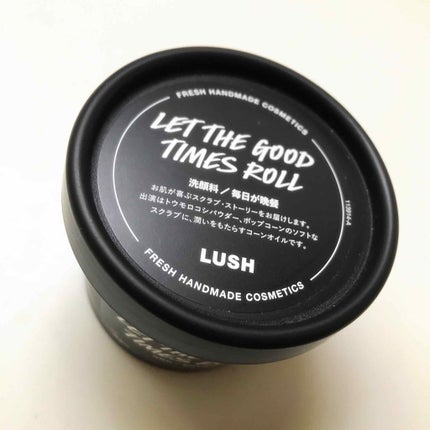 FRESH HANDMADE COSMETICS
LET THE GOOD
TIMES ROLL
洗顔料／毎日が晩餐
お肌が喜ぶスクラブ・ストーリーをお届けします。
出演はトウモロコシパウダー、ポップコーンのソフトな
スクラブに、潤いをもたらすコーンオイルです。
LUSH
FRESH HANDMADE COSMETICS
TIMES